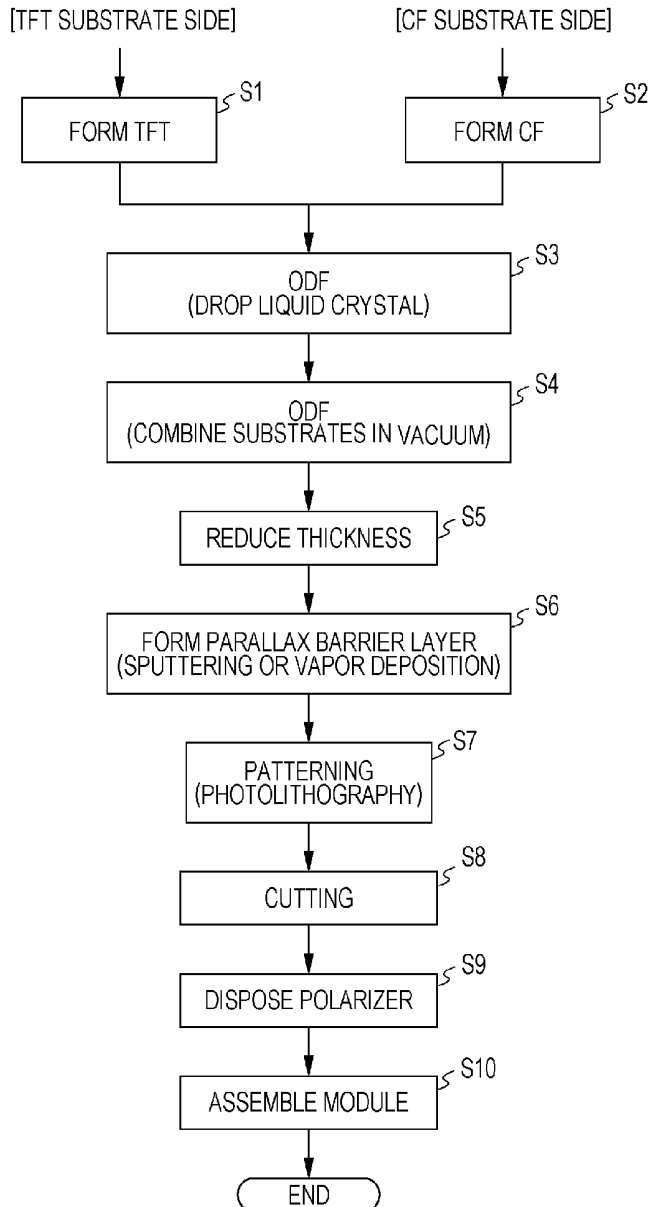 [TFT SUBSTRATE SIDE]
[CF SUBSTRATE SIDE]
S1
FORM TFT
S2
FORM CF
S3
ODF
(DROP LIQUID CRYSTAL)
S4
ODF
(COMBINE SUBSTRATES IN VACUUM)
S5
REDUCE THICKNESS
S6
FORM PARALLAX BARRIER LAYER
(SPUTTERING OR VAPOR DEPOSITION)
S7
PATTERNING
(PHOTOLITHOGRAPHY)
S8
CUTTING
S9
DISPOSE POLARIZER
S10
ASSEMBLE MODULE
END